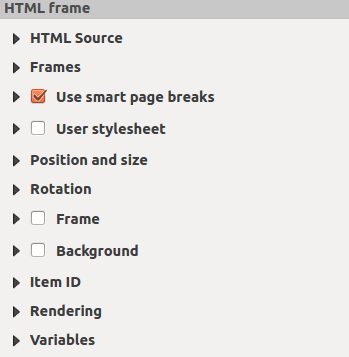 HTML frame
HTML Source
Frames
Use smart page breaks
User stylesheet
Position and size
Rotation
Frame
Background
Item ID
Rendering
Variables